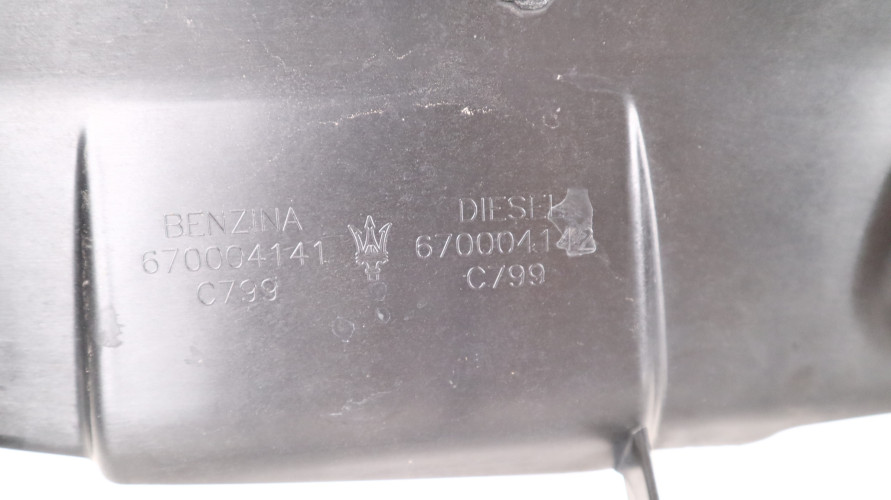 BENZINA
670004141
C799
DIESEL
670004142
C799